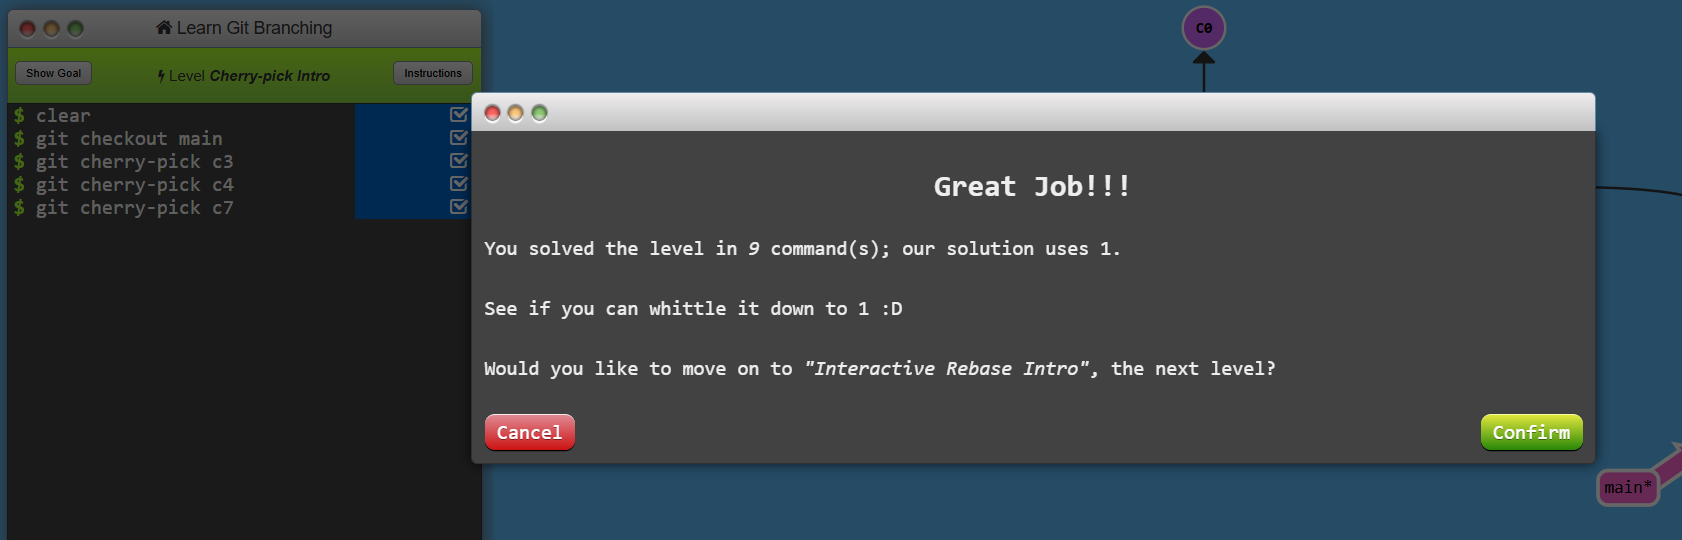 Learn Git Branching
Show Goal
Level Cherry-pick Intro
Instructions
$ clear
$ git checkout main
$ git cherry-pick c3
$ git cherry-pick c4
$ git cherry-pick c7
C0
Great Job!!!
You solved the level in 9 command(s); our solution uses 1.
See if you can whittle it down to 1 :D
Would you like to move on to "Interactive Rebase Intro", the next level?
Cancel
Confirm
main*